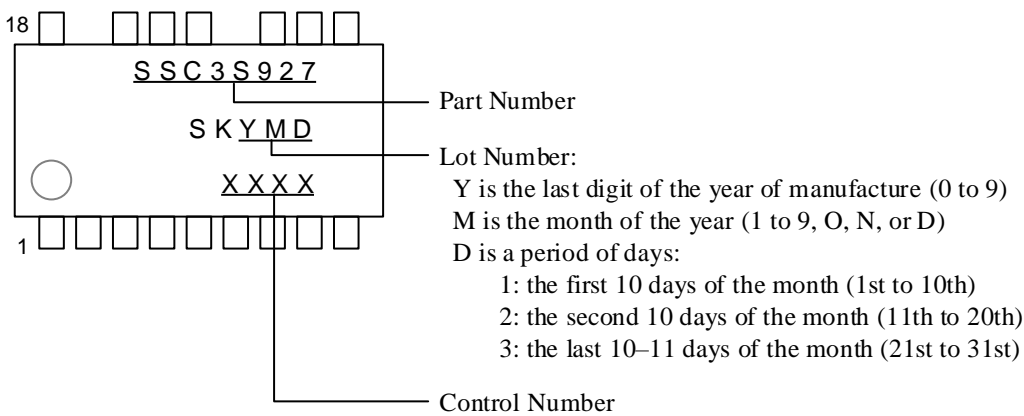 18
SSC3S927
Part Number
SKYMD
Lot Number:
XXXX
Y is the last digit of the year of manufacture (0 to 9)
M is the month of the year (1 to 9, O, N, or D)
1
D is a period of days:
1: the first 10 days of the month (1st to 10th)
2: the second 10 days of the month (11th to 20th)
3: the last 10–11 days of the month (21st to 31st)
Control Number